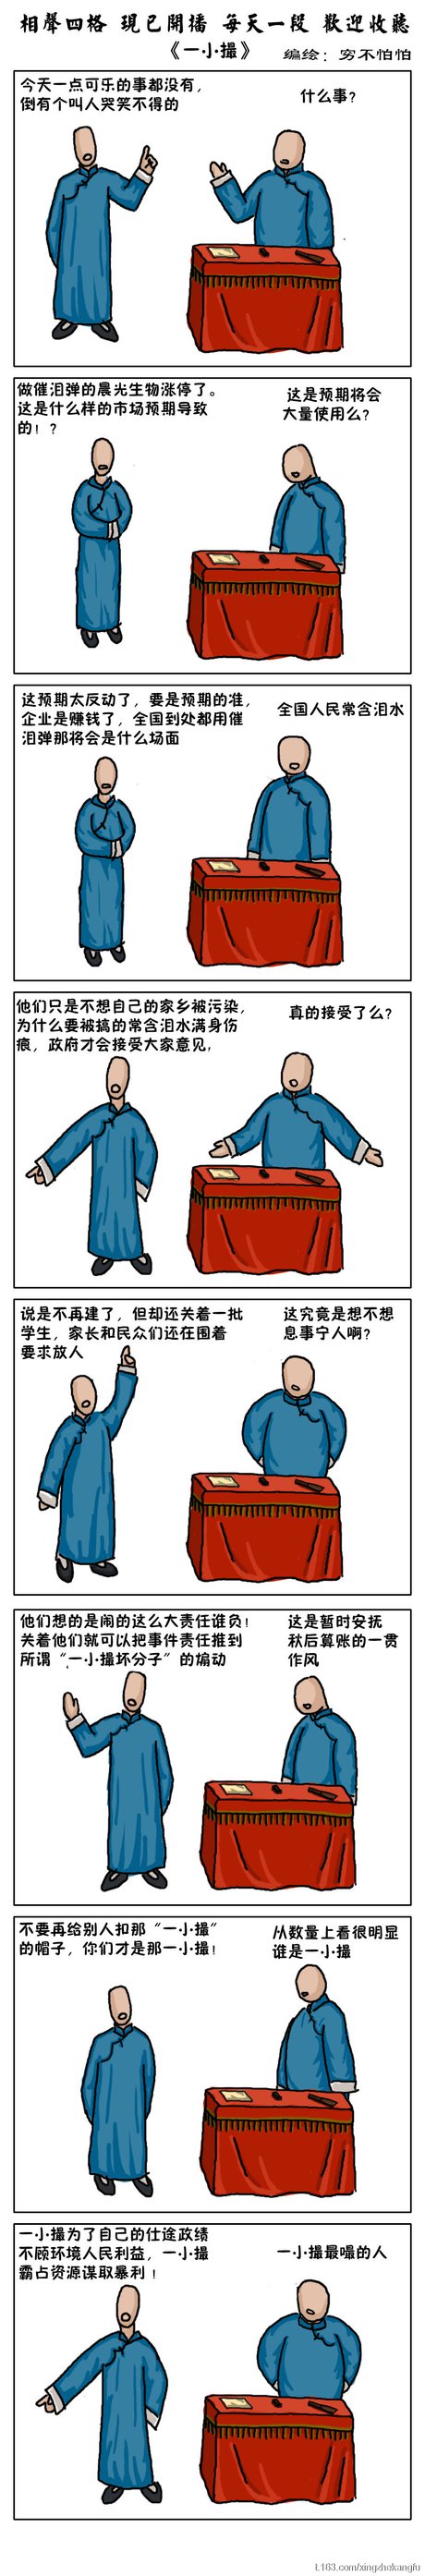 相聲四格 現已開播 每天一段 歡迎收聽
《一小撮》 编绘：穷不怕怕
今天一点可乐的事都没有，
倒有个叫人哭笑不得的
什么事？
做催泪弹的晨光生物涨停了。
这是什么样的市场预期导致
的！？
这是预期将会
大量使用么？
这预期太反动了，要是预期的准，
企业是赚钱了，全国到处都用催
泪弹那将会是什么场面
全国人民常含泪水
他们只是不想自己的家乡被污染，
为什么要被搞的常含泪水满身伤
痕，政府才会接受大家意见，
真的接受了么？
说是不再建了，但却还关着一批
学生，家长和民众们还在围着
要求放人
这究竟是想不想
息事宁人啊？
他们想的是闹的这么大责任谁负！
关着他们就可以把事件责任推到
所谓“一小撮坏分子”的煽动
这是暂时安抚
秋后算账的一贯
作风
不要再给别人扣那“一小撮”
的帽子，你们才是那一小撮！
从数量上看很明显
谁是一小撮
一小撮为了自己的仕途政绩
不顾环境人民利益，一小撮
霸占资源谋取暴利！
一小撮最嘬的人
t.163.com/xingzhekangfu